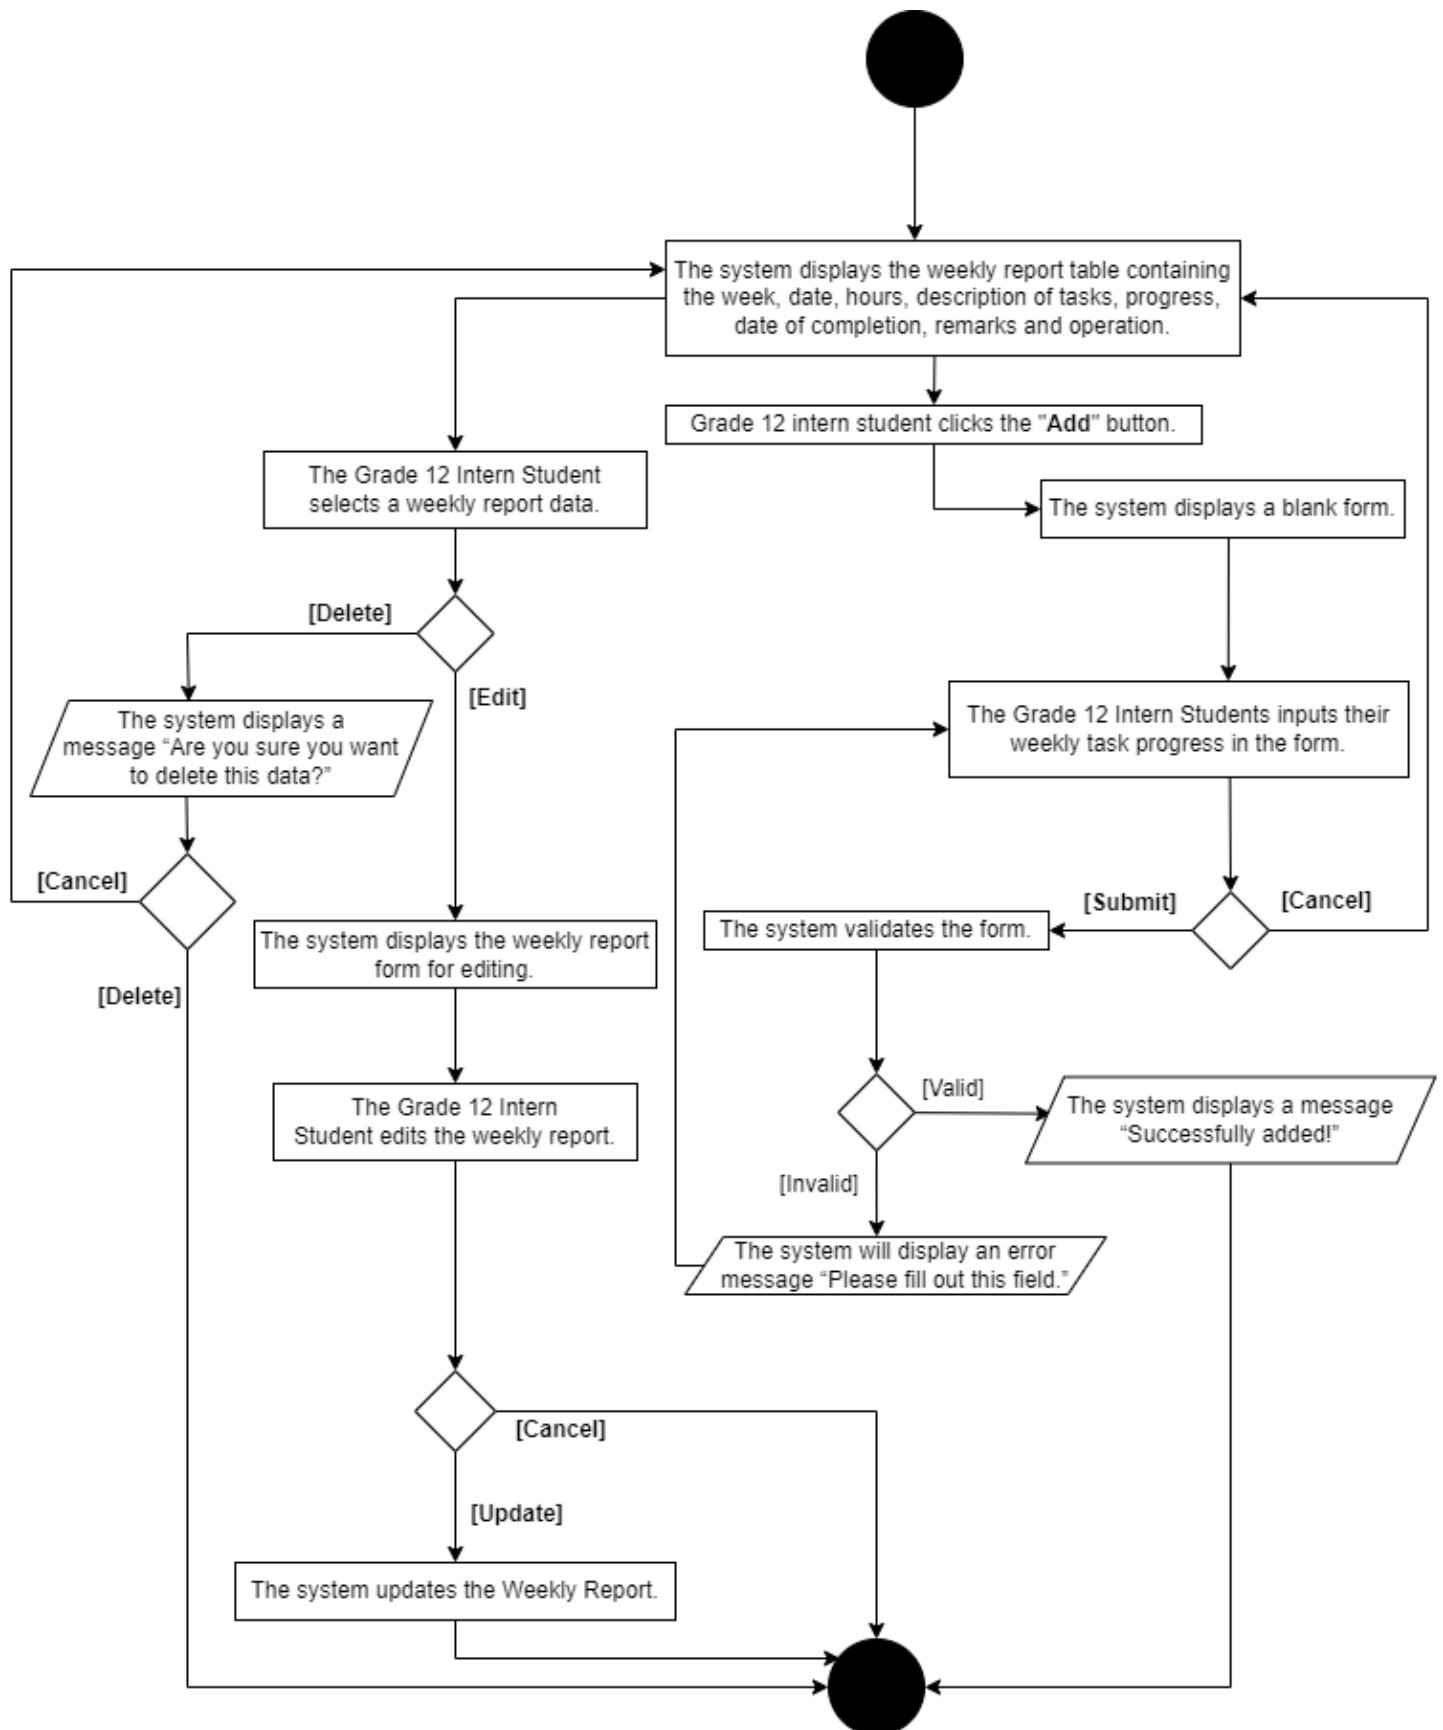 The system displays the weekly report table containing
the week, date, hours, description of tasks, progress,
date of completion, remarks and operation.
Grade 12 intern student clicks the "Add" button.
The Grade 12 Intern Student
selects a weekly report data.
The system displays a blank form.
[Delete]
[Edit]
The system displays a
message “Are you sure you want
to delete this data?”
The Grade 12 Intern Students inputs their
weekly task progress in the form.
[Cancel]
[Submit]
[Cancel]
The system validates the form.
The system displays the weekly report
form for editing.
[Delete]
[Valid]
The system displays a message
“Successfully added!”
The Grade 12 Intern
Student edits the weekly report.
[Invalid]
The system will display an error
message “Please fill out this field.”
[Cancel]
[Update]
The system updates the Weekly Report.